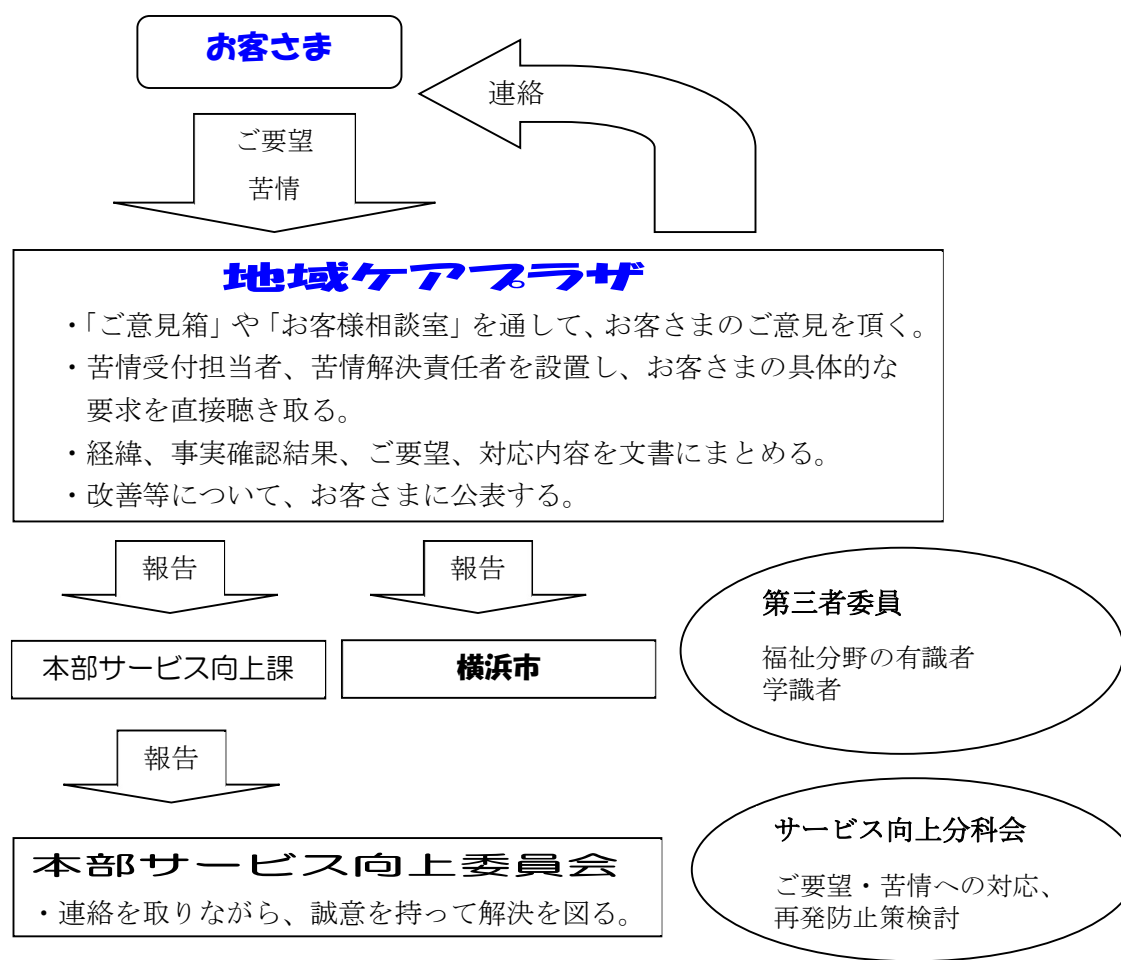 お客さま
連絡
ご要望
苦情
地域ケアプラザ
・「ご意見箱」や「お客様相談室」を通して、お客さまのご意見を頂く。
・苦情受付担当者、苦情解決責任者を設置し、お客さまの具体的な
要求を直接聴き取る。
・経緯、事実確認結果、ご要望、対応内容を文書にまとめる。
・改善等について、お客さまに公表する。
報告
報告
本部サービス向上課
横浜市
第三者委員
福祉分野の有識者
学識者
報告
本部サービス向上委員会
・連絡を取りながら、誠意を持って解決を図る。
サービス向上分科会
ご要望・苦情への対応、
再発防止策検討